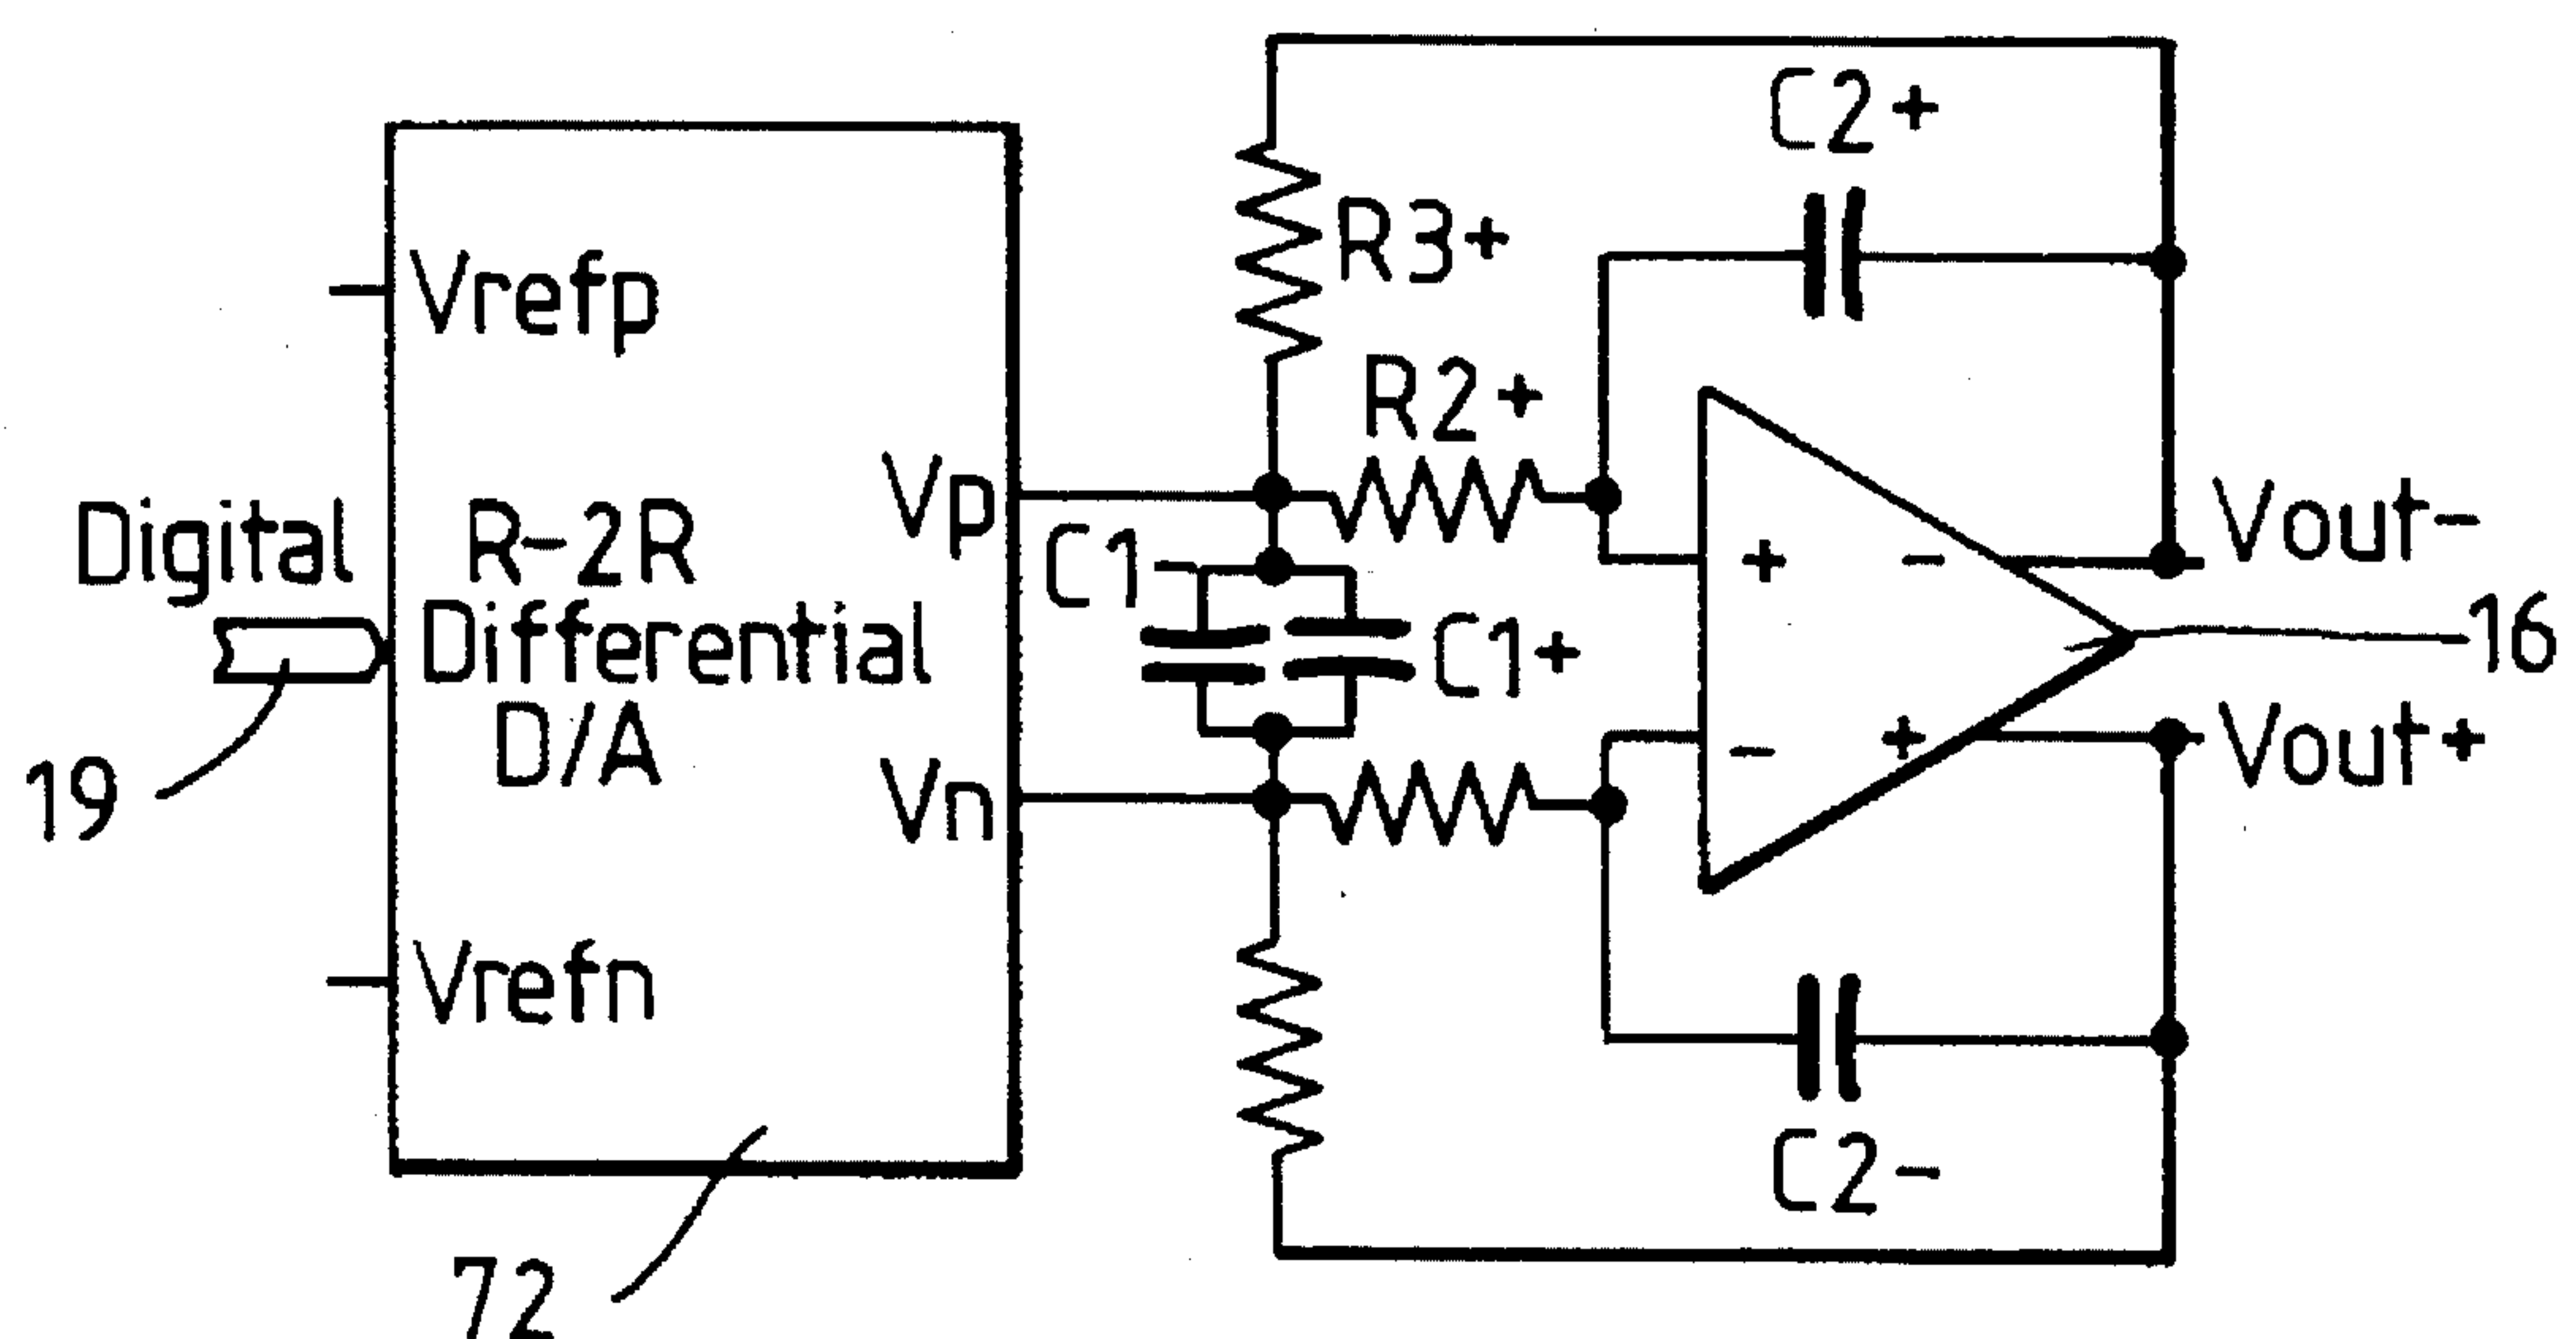 C2+
R3+
Vrefp
R2+
Vp
Digital
R-2R
Differential
D/A
C1-
C1+
+
-
Vout-
16
19
Vn
-
+
Vout+
Vrefn
C2-
72